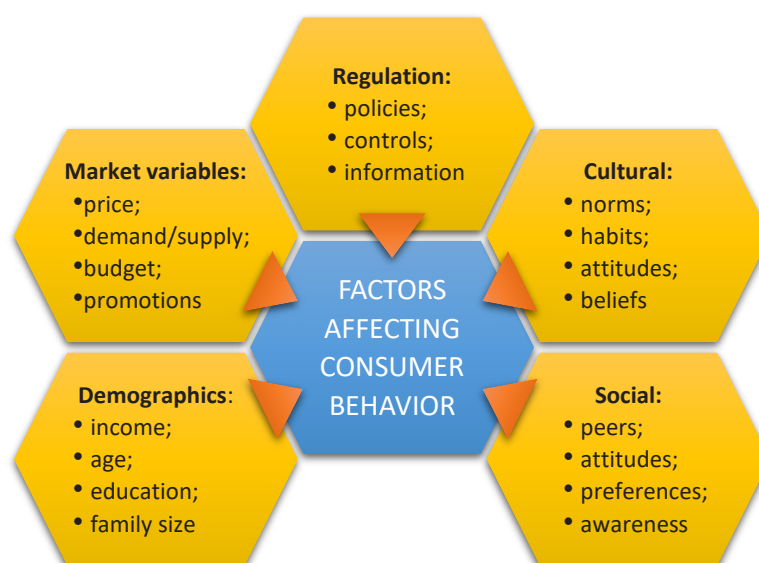 Regulation:
• policies;
• controls;
• information
Market variables:
•price;
•demand/supply;
•budget;
•promotions
Cultural:
• norms;
• habits;
• attitudes;
• beliefs
FACTORS
AFFECTING
CONSUMER
BEHAVIOR
Demographics:
• income;
• age;
• education;
• family size
Social:
• peers;
• attitudes;
• preferences;
• awareness